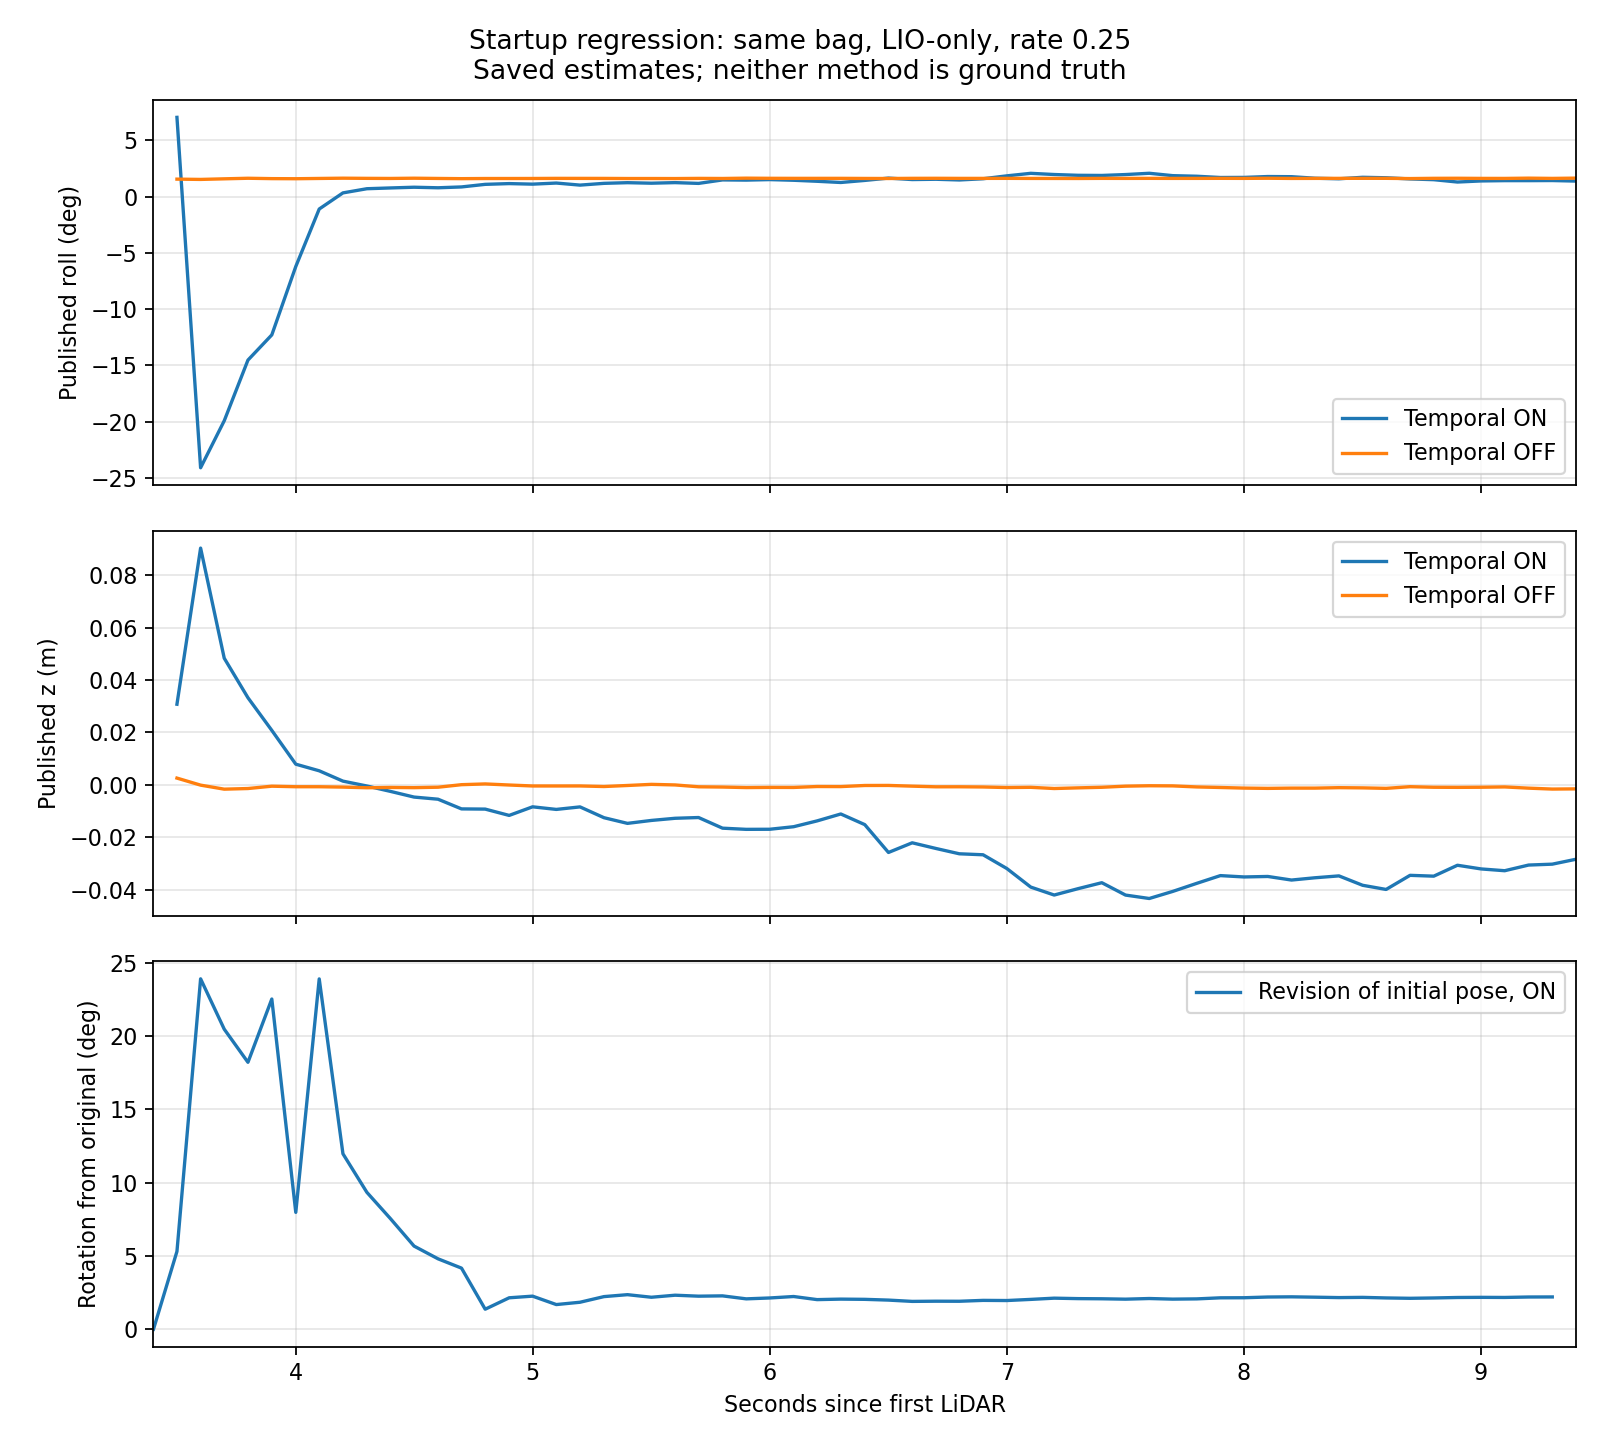 Startup regression: same bag, LIO-only, rate 0.25
Saved estimates; neither method is ground truth
Published roll (deg)
5
0
−5
−10
−15
−20
−25
Temporal ON
Temporal OFF
Published z (m)
0.08
0.06
0.04
0.02
0.00
−0.02
−0.04
Temporal ON
Temporal OFF
Rotation from original (deg)
25
20
15
10
5
0
Revision of initial pose, ON
4
5
6
7
8
9
Seconds since first LiDAR